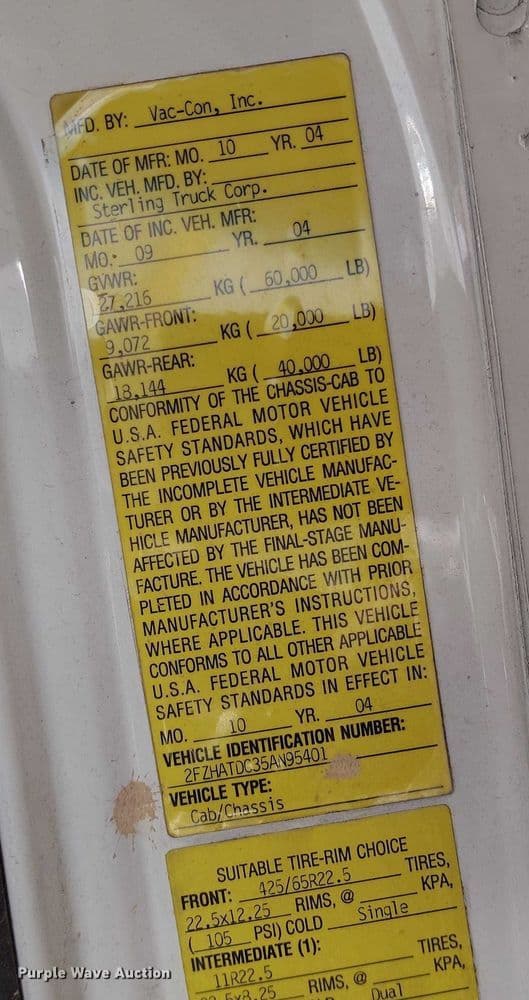 MFD. BY: Vac-Con, Inc.
DATE OF MFR: MO. 10 YR. 04
INC. VEH. MFD. BY:
Sterling Truck Corp.
DATE OF INC. VEH. MFR:
MO. 09 YR. 04
GVWR:
27,216 KG ( 60,000 LB)
GAWR-FRONT:
9,072 KG ( 20,000 LB)
GAWR-REAR:
18,144 KG ( 40,000 LB)
CONFORMITY OF THE CHASSIS-CAB TO
U.S.A. FEDERAL MOTOR VEHICLE
SAFETY STANDARDS, WHICH HAVE
BEEN PREVIOUSLY FULLY CERTIFIED BY
THE INCOMPLETE VEHICLE MANUFAC-
TURER OR BY THE INTERMEDIATE VE-
HICLE MANUFACTURER, HAS NOT BEEN
AFFECTED BY THE FINAL-STAGE MANU-
FACTURE. THE VEHICLE HAS BEEN COM-
PLETED IN ACCORDANCE WITH PRIOR
MANUFACTURER'S INSTRUCTIONS,
WHERE APPLICABLE. THIS VEHICLE
CONFORMS TO ALL OTHER APPLICABLE
U.S.A. FEDERAL MOTOR VEHICLE
SAFETY STANDARDS IN EFFECT IN:
MO. 10 YR. 04
VEHICLE IDENTIFICATION NUMBER:
2FZHATDC35AN95401
VEHICLE TYPE:
Cab/Chassis
SUITABLE TIRE-RIM CHOICE
FRONT: 425/65R22.5 TIRES,
22.5x12.25 RIMS, @ KPA,
( 105 PSI) COLD Single
INTERMEDIATE (1):
11R22.5 TIRES,
RIMS, @ KPA,
Dual
Purple Wave Auction